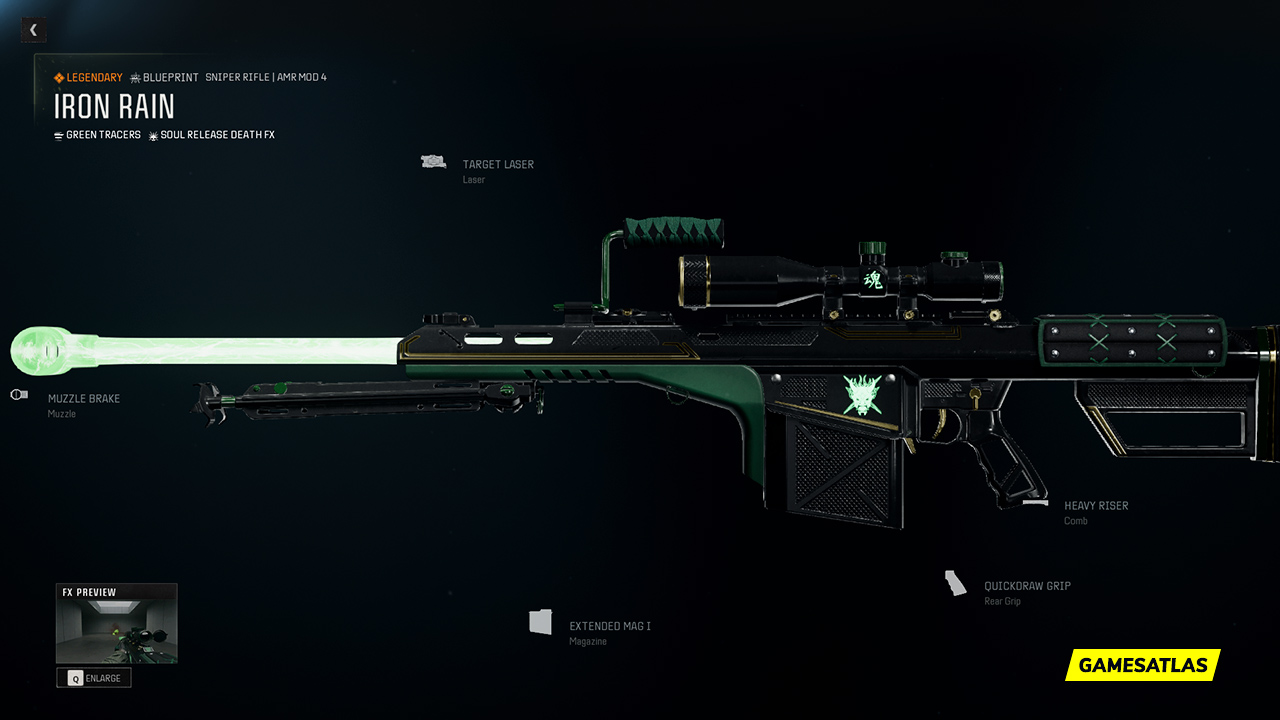 LEGENDARY BLUEPRINT SNIPER RIFLE | AMR MOD 4
IRON RAIN
GREEN TRACERS SOUL RELEASE DEATH FX
TARGET LASER
Laser
魂
MUZZLE BRAKE
Muzzle
HEAVY RISER
Comb
QUICKDRAW GRIP
Rear Grip
EXTENDED MAG I
Magazine
FX PREVIEW
Q ENLARGE
GAMESATLAS